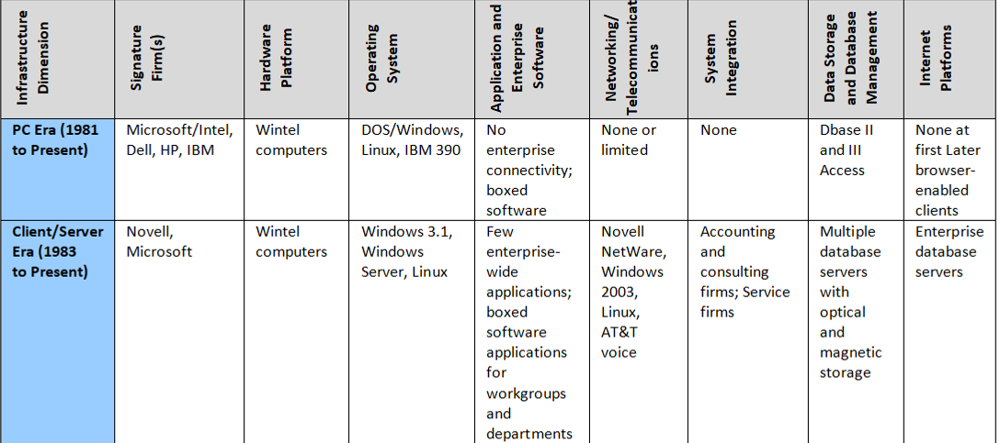 Infrastructure
Dimension
Signature
Firm(s)
Hardware
Platform
Operating
System
Application and
Enterprise
Software
Networking/
Telecommunicat
ions
System
Integration
Data Storage
and Database
Management
Internet
Platforms
PC Era (1981
to Present)
Microsoft/Intel,
Dell, HP, IBM
Wintel
computers
DOS/Windows,
Linux, IBM 390
No
enterprise
connectivity;
boxed
software
None or
limited
None
Dbase II
and III
Access
None at
first Later
browser-
enabled
clients
Client/Server
Era (1983
to Present)
Novell,
Microsoft
Wintel
computers
Windows 3.1,
Windows
Server, Linux
Few
enterprise-
wide
applications;
boxed
software
applications
for
workgroups
and
departments
Novell
NetWare,
Windows
2003,
Linux,
AT&T
voice
Accounting
and
consulting
firms; Service
firms
Multiple
database
servers
with
optical
and
magnetic
storage
Enterprise
database
servers